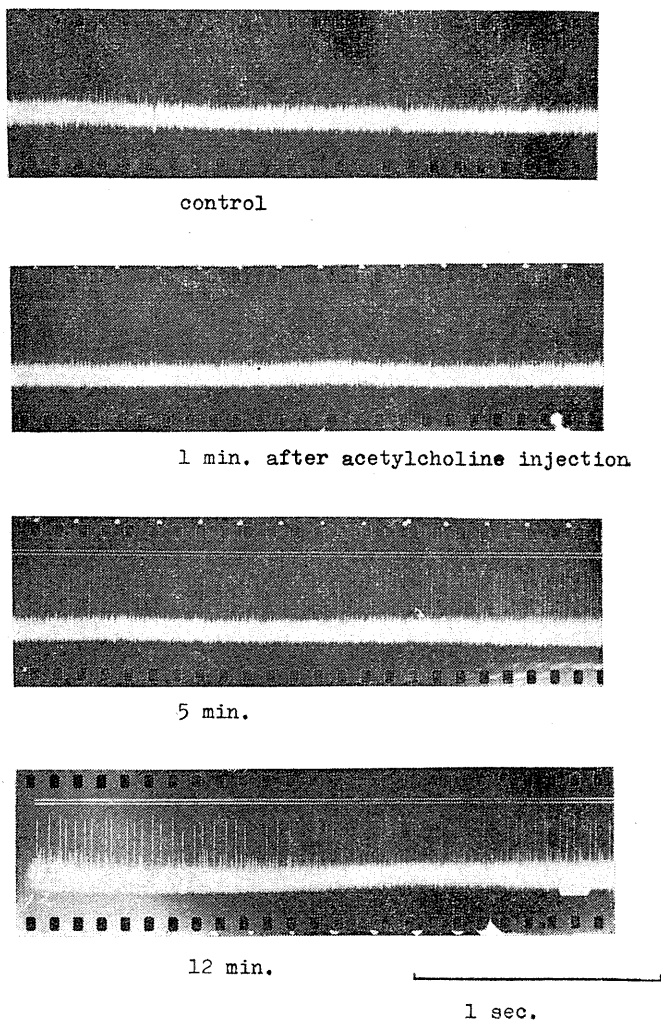 control
1 min. after acetylcholine injection
5 min.
12 min.
1 sec.